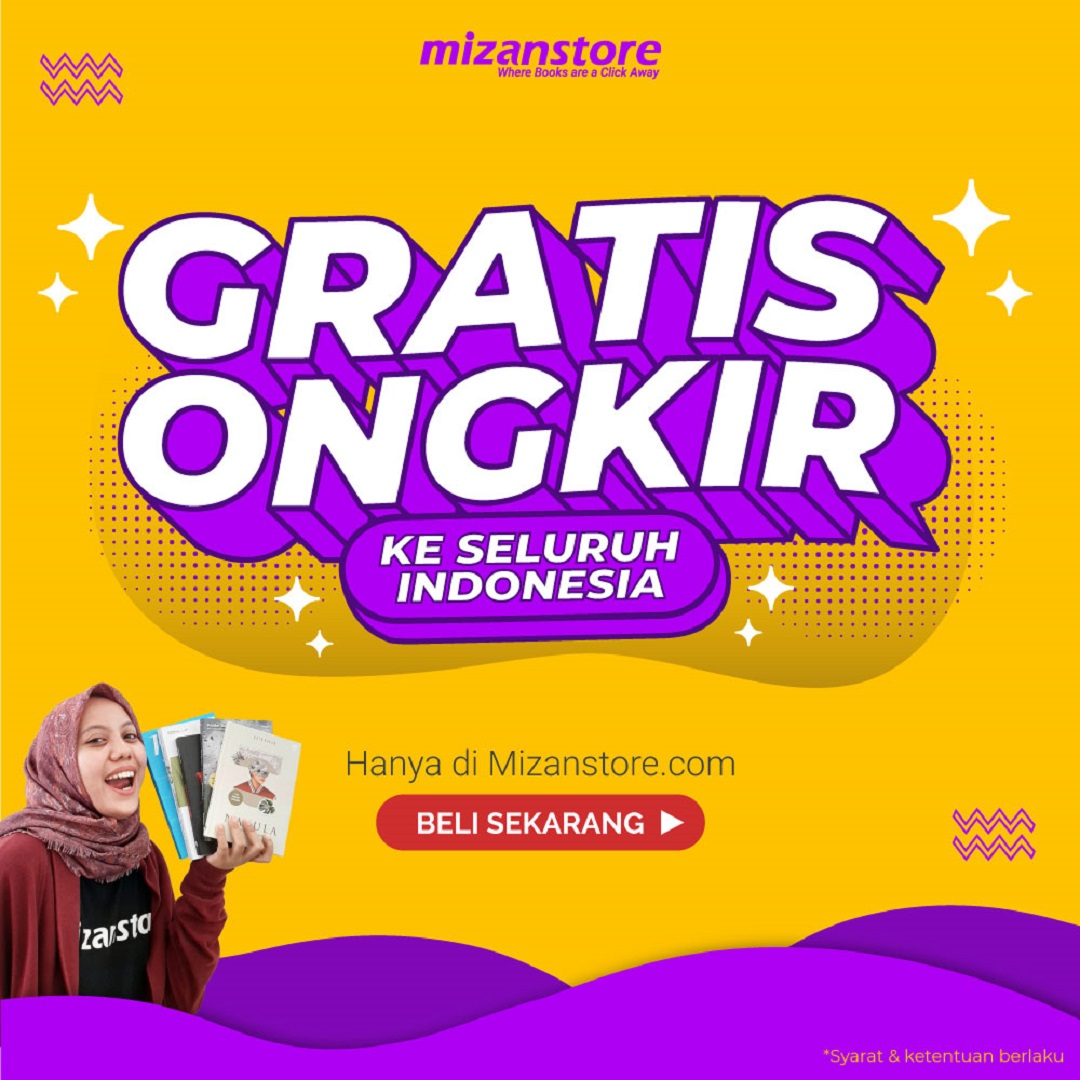 mizanstore
Where Books are a Click Away
GRATIS
ONGKIR
KE SELURUH
INDONESIA
Hanya di Mizanstore.com
BELI SEKARANG
zansto
*Syarat & ketentuan berlaku